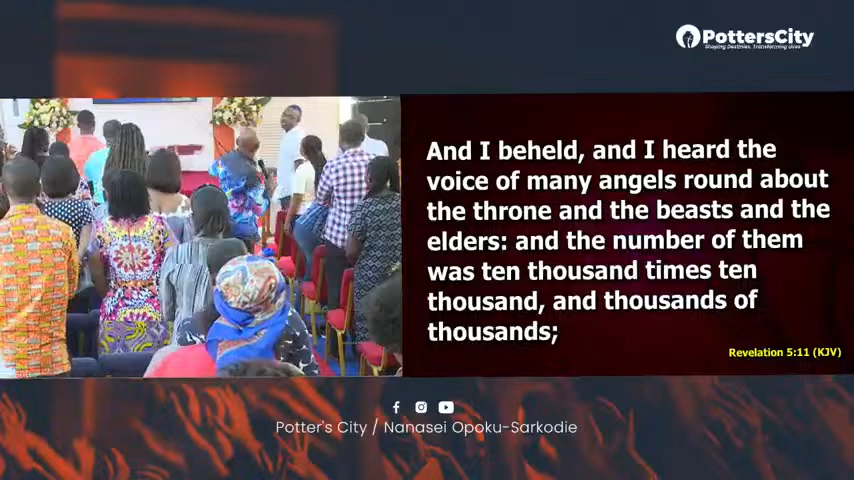 PottersCity
Shaping Destinies, Transforming Lives
And I beheld, and I heard the
voice of many angels round about
the throne and the beasts and the
elders: and the number of them
was ten thousand times ten
thousand, and thousands of
thousands;
Revelation 5:11 (KJV)
Potter's City / Nanasei Opoku-Sarkodie